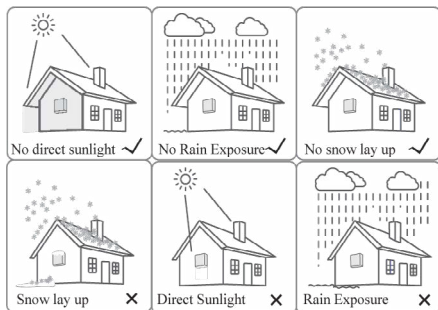 No direct sunlight
No Rain Exposure
No snow lay up
Snow lay up
Direct Sunlight
Rain Exposure